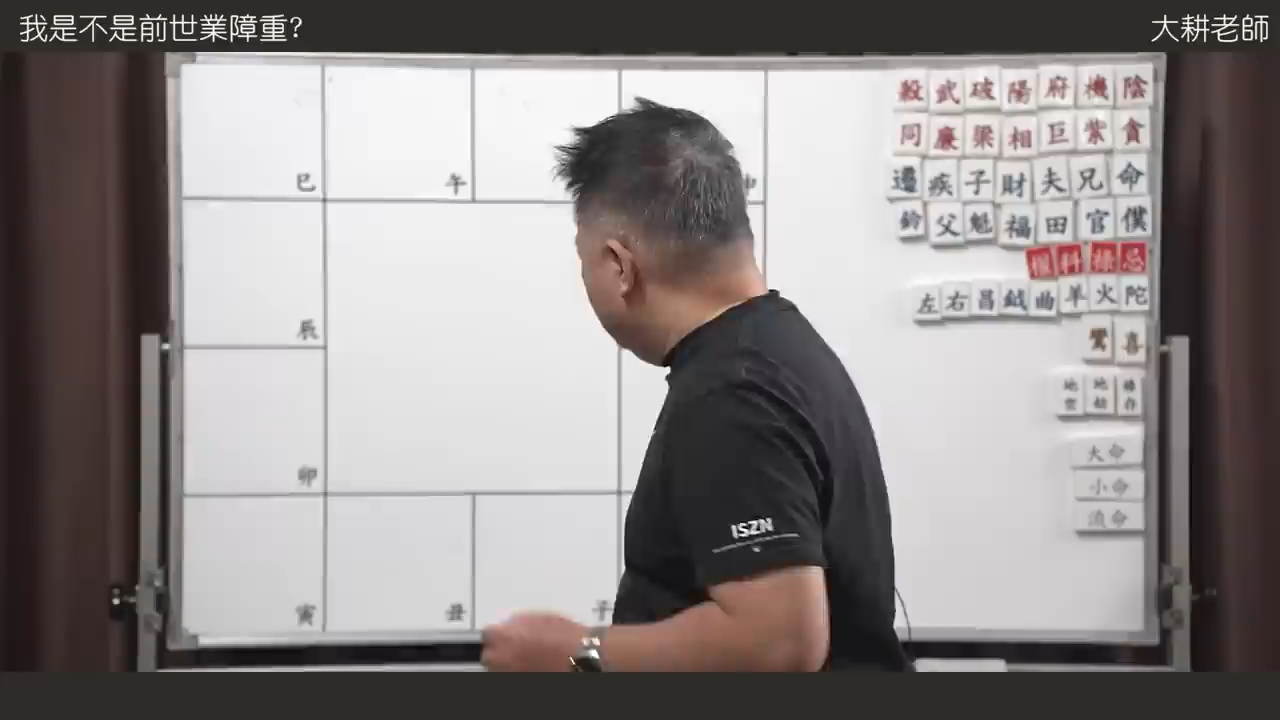 我是不是前世業障重?
大耕老師
殺武破陽府機陰
同廉梁相巨紫貪
遷疾子財夫兄命
鈴父魁福田官僕
權科祿忌
左右昌鉞曲羊火陀
鸞喜
地空 地劫 祿存
大命
小命
流命
巳
午
申
辰
卯
寅
丑
子
ISZN